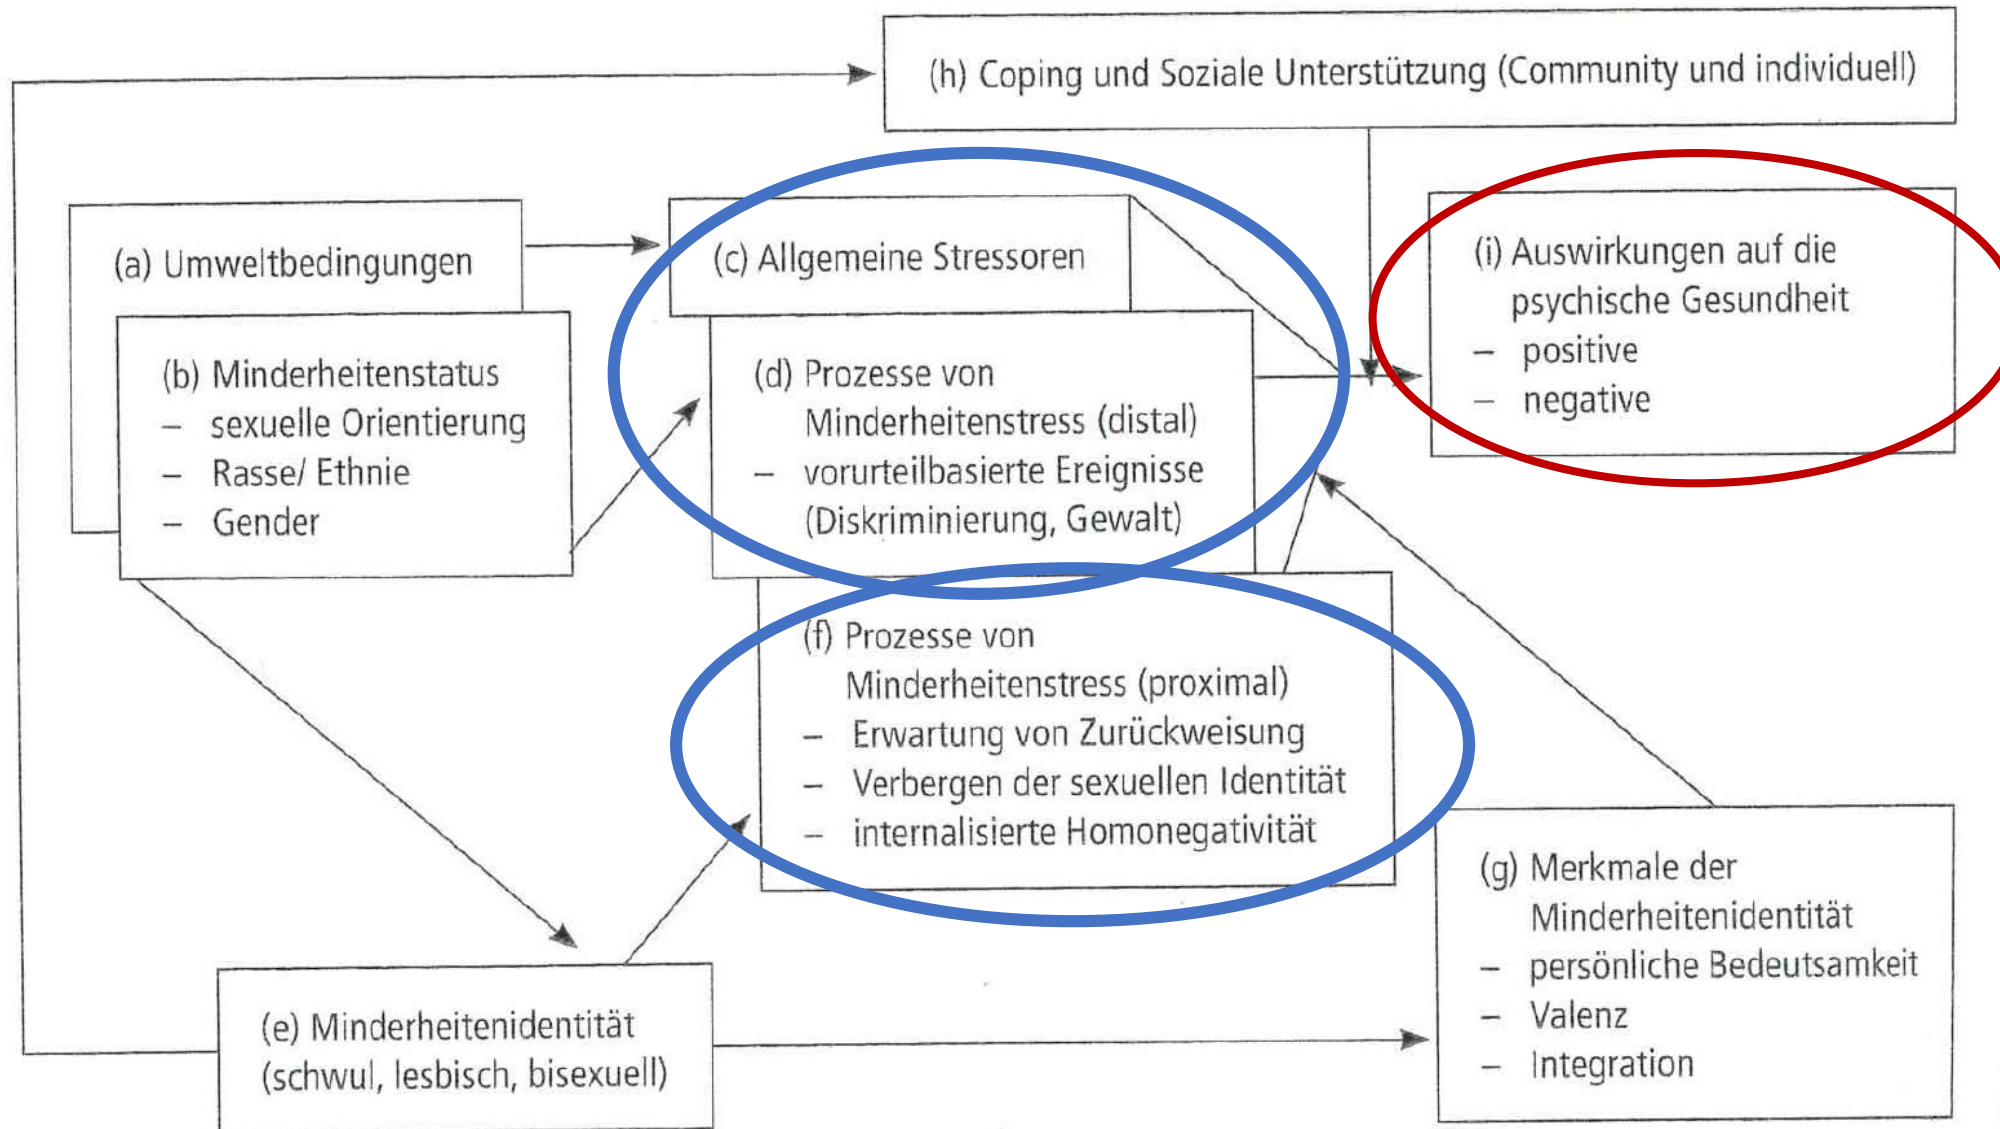 (h) Coping und Soziale Unterstützung (Community und individuell)
(a) Umweltbedingungen
(b) Minderheitenstatus
– sexuelle Orientierung
– Rasse/ Ethnie
– Gender
(c) Allgemeine Stressoren
(d) Prozesse von
Minderheitenstress (distal)
– vorurteilbasierte Ereignisse
(Diskriminierung, Gewalt)
(i) Auswirkungen auf die
psychische Gesundheit
– positive
– negative
(f) Prozesse von
Minderheitenstress (proximal)
– Erwartung von Zurückweisung
– Verbergen der sexuellen Identität
– internalisierte Homonegativität
(e) Minderheitenidentität
(schwul, lesbisch, bisexuell)
(g) Merkmale der
Minderheitenidentität
– persönliche Bedeutsamkeit
– Valenz
– Integration